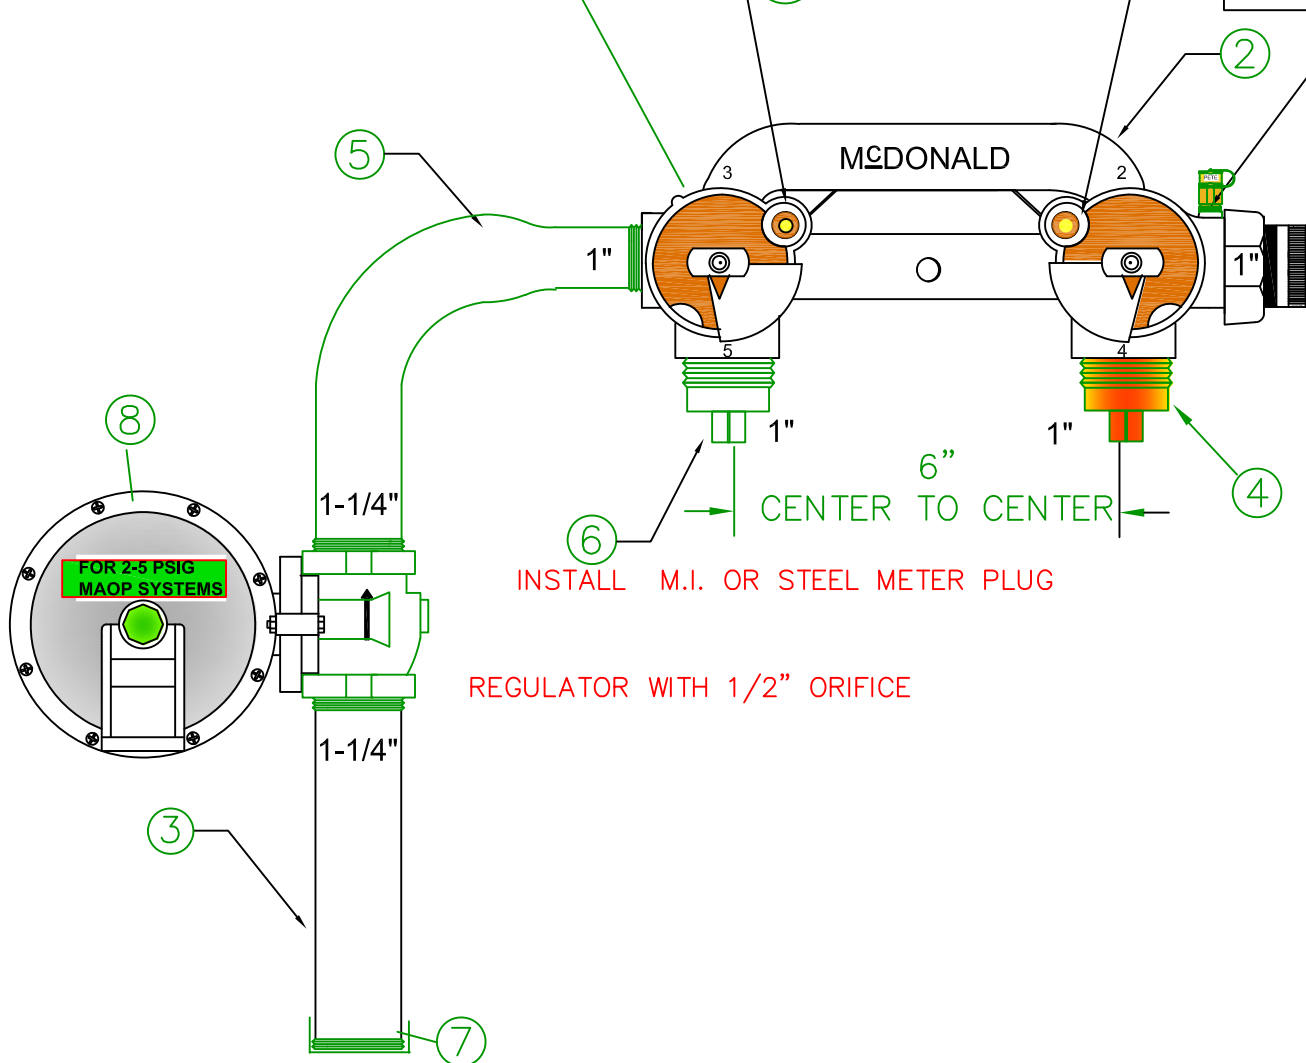 2
5
McDONALD
3
2
PETE
1"
1"
5
4
8
1"
1"
6”
1-1/4"
4
CENTER TO CENTER
6
FOR 2-5 PSIG
MAOP SYSTEMS
INSTALL M.I. OR STEEL METER PLUG
REGULATOR WITH 1/2” ORIFICE
1-1/4"
3
7